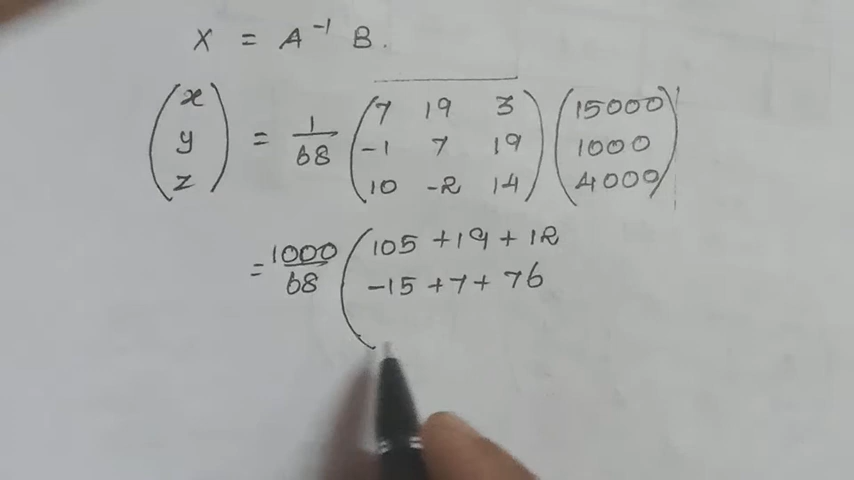 X = A⁻¹ B.
(x y z) = 1/68 (7 19 3 -1 7 19 10 -2 14) (15000 1000 4000)
= 1000/68 (105 + 19 + 12
-15 + 7 + 76